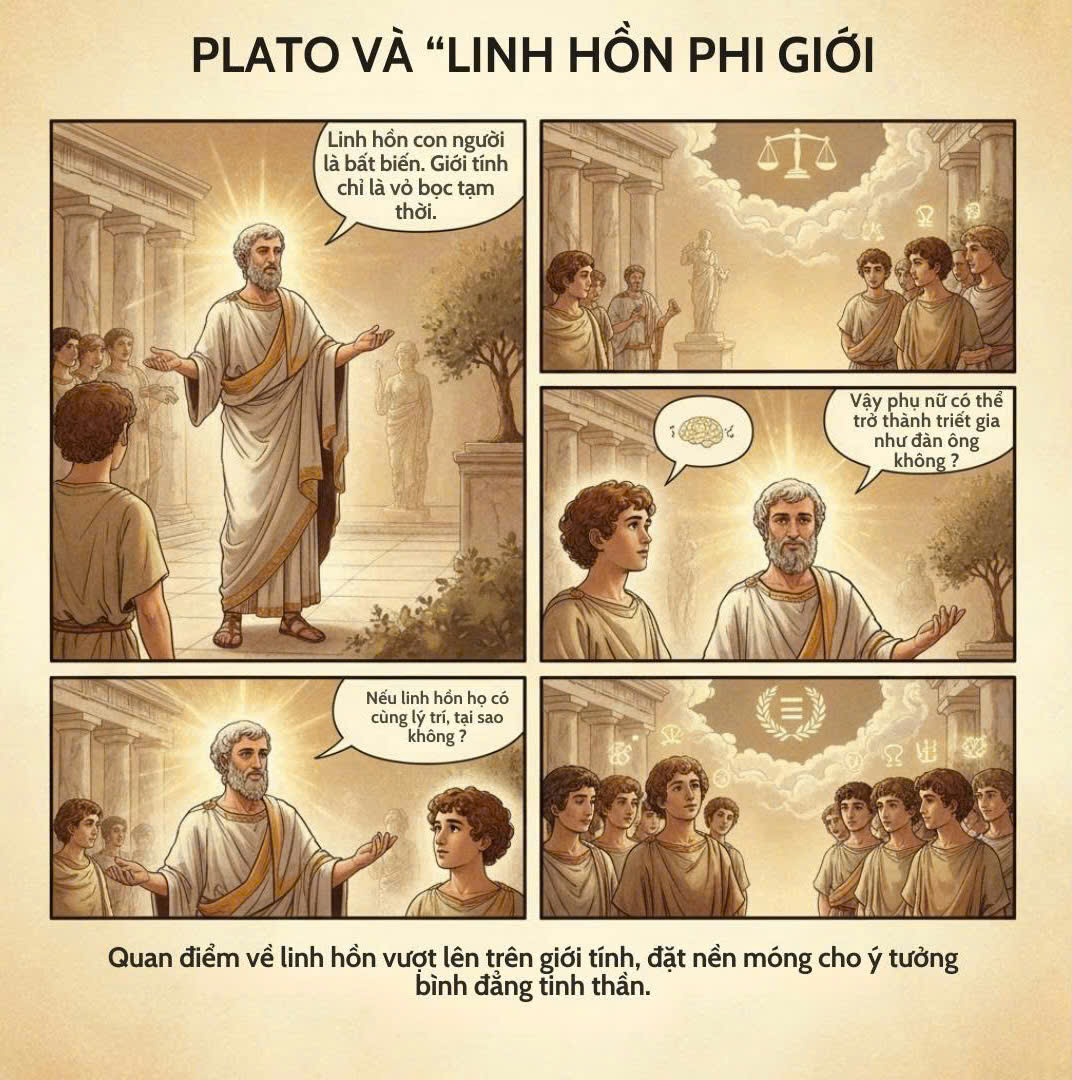 PLATO VÀ “LINH HỒN PHI GIỚI
Linh hồn con người
là bất biến. Giới tính
chỉ là vỏ bọc tạm
thời.
Vậy phụ nữ có thể
trở thành triết gia
như đàn ông
không ?
Nếu linh hồn họ có
cùng lý trí, tại sao
không ?
Quan điểm về linh hồn vượt lên trên giới tính, đặt nền móng cho ý tưởng
bình đẳng tinh thần.